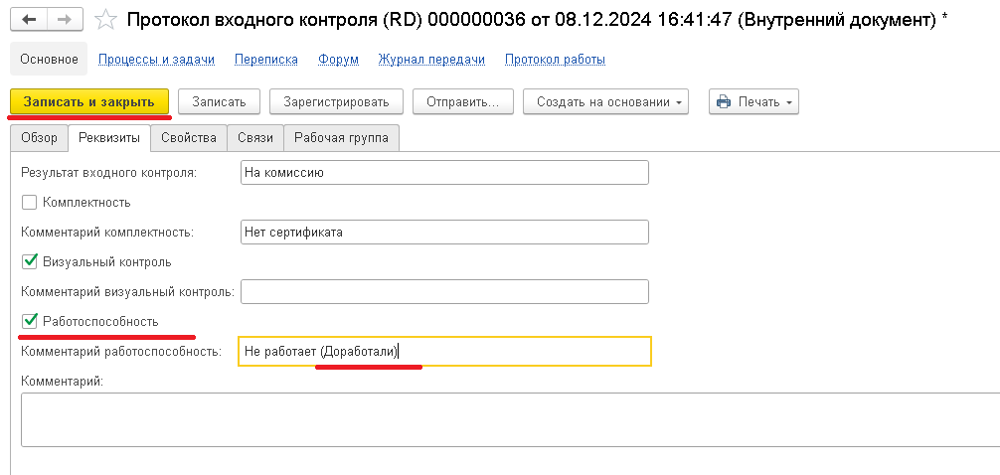 Протокол входного контроля (RD) 000000036 от 08.12.2024 16:41:47 (Внутренний документ) *
Основное Процессы и задачи Переписка Форум Журнал передачи Протокол работы
Записать и закрыть Записать Зарегистрировать Отправить... Создать на основании Печать
Обзор Реквизиты Свойства Связи Рабочая группа
Результат входного контроля: На комиссию
Комплектность
Комментарий комплектность: Нет сертификата
Визуальный контроль
Комментарий визуальный контроль:
Работоспособность
Комментарий работоспособность: Не работает (Доработали)
Комментарий: